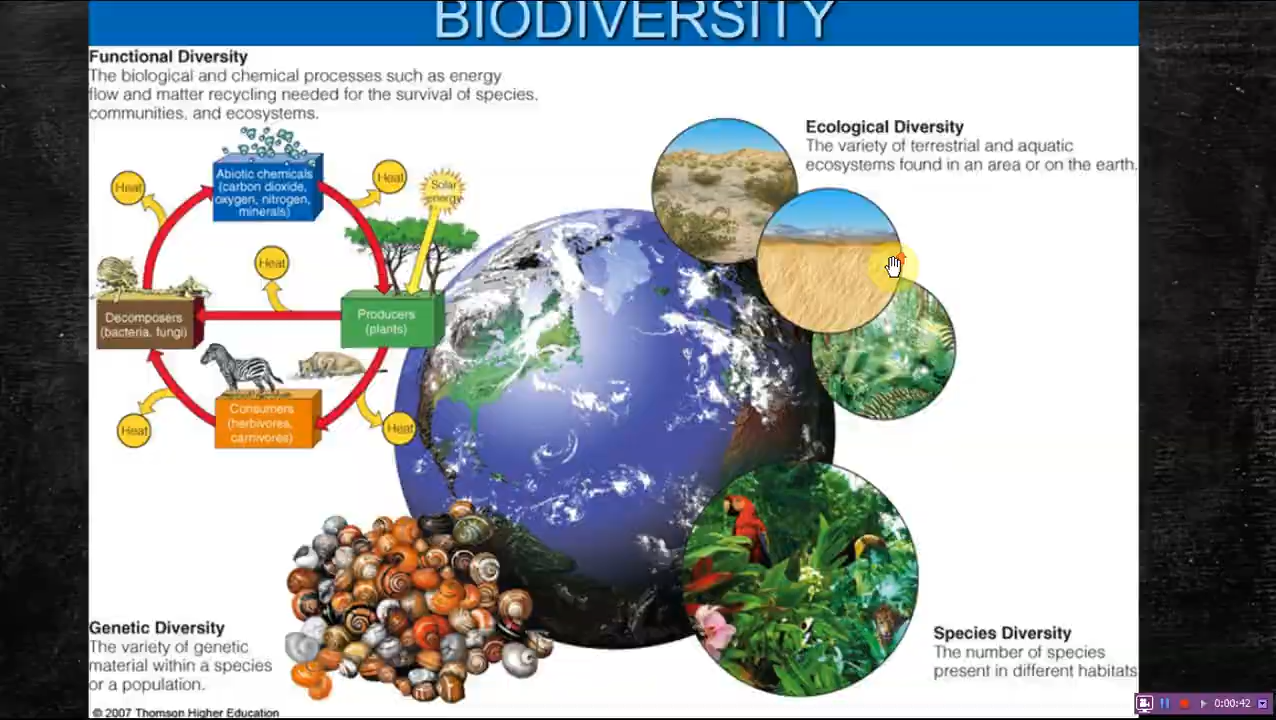 BIODIVERSITY
Functional Diversity
The biological and chemical processes such as energy
flow and matter recycling needed for the survival of species,
communities, and ecosystems.
Ecological Diversity
The variety of terrestrial and aquatic
ecosystems found in an area or on the earth.
Abiotic chemicals
(carbon dioxide,
oxygen, nitrogen,
minerals)
Heat
Heat
Solar
energy
Heat
Decomposers
(bacteria, fungi)
Producers
(plants)
Consumers
(herbivores,
carnivores)
Heat
Heat
Genetic Diversity
The variety of genetic
material within a species
or a population.
Species Diversity
The number of species
present in different habitats
© 2007 Thomson Higher Education
0:00:42